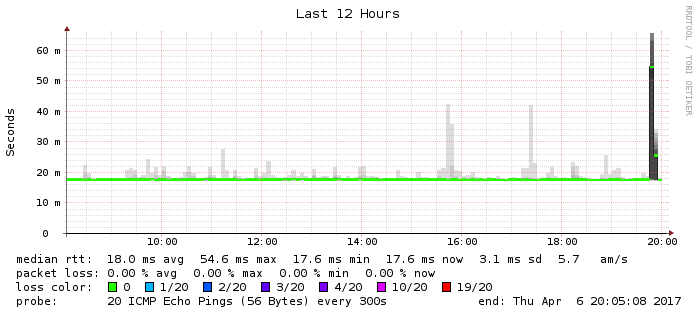 Last 12 Hours
RRDTOOL / TOBI OETIKER
Seconds
60 m
50 m
40 m
30 m
20 m
10 m
0
10:00 12:00 14:00 16:00 18:00 20:00
median rtt: 18.0 ms avg 54.6 ms max 17.6 ms min 17.6 ms now 3.1 ms sd 5.7 am/s
packet loss: 0.00 % avg 0.00 % max 0.00 % min 0.00 % now
loss color: 0 1/20 2/20 3/20 4/20 10/20 19/20
probe: 20 ICMP Echo Pings (56 Bytes) every 300s end: Thu Apr 6 20:05:08 2017